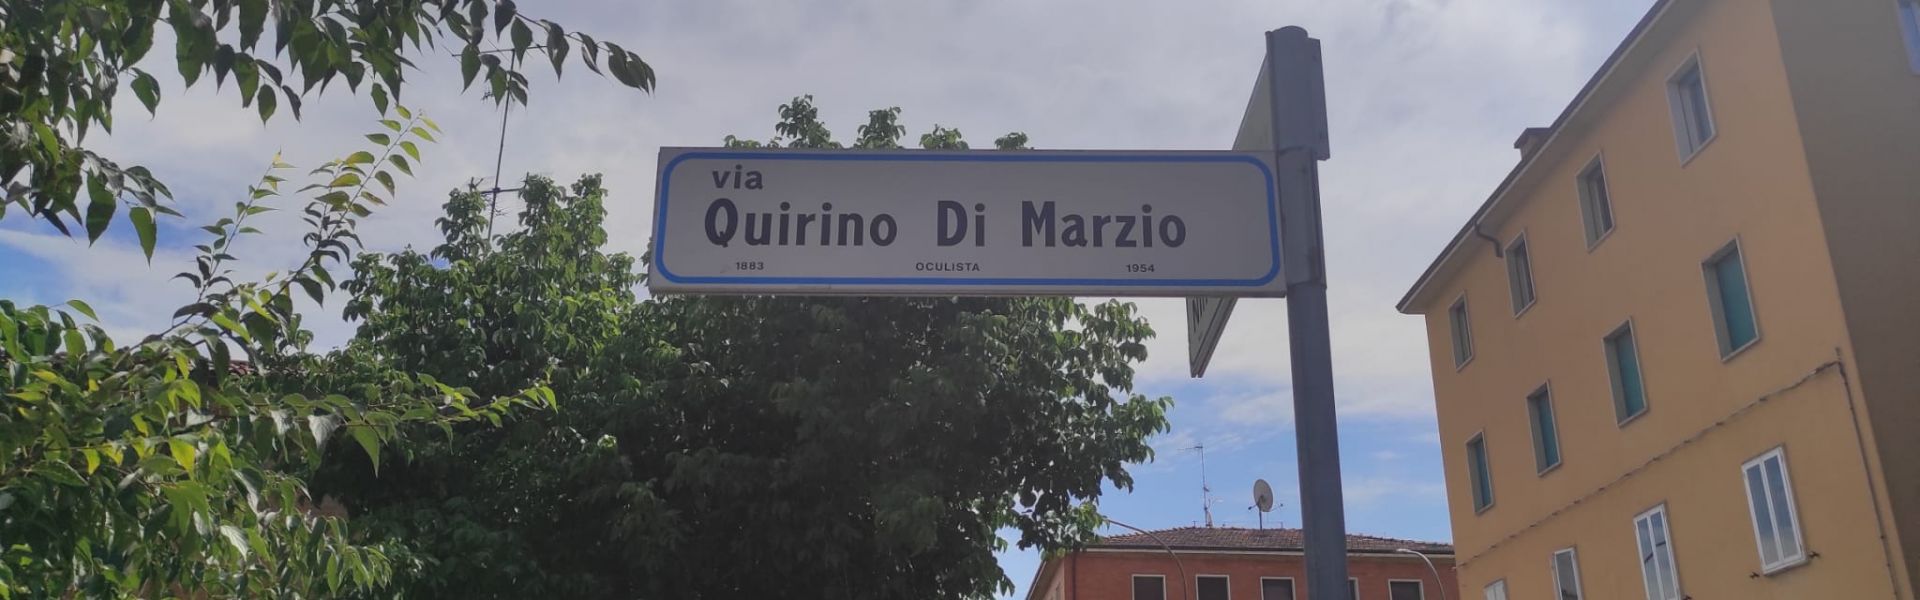 via
Quirino Di Marzio
1883 OCULISTA 1954